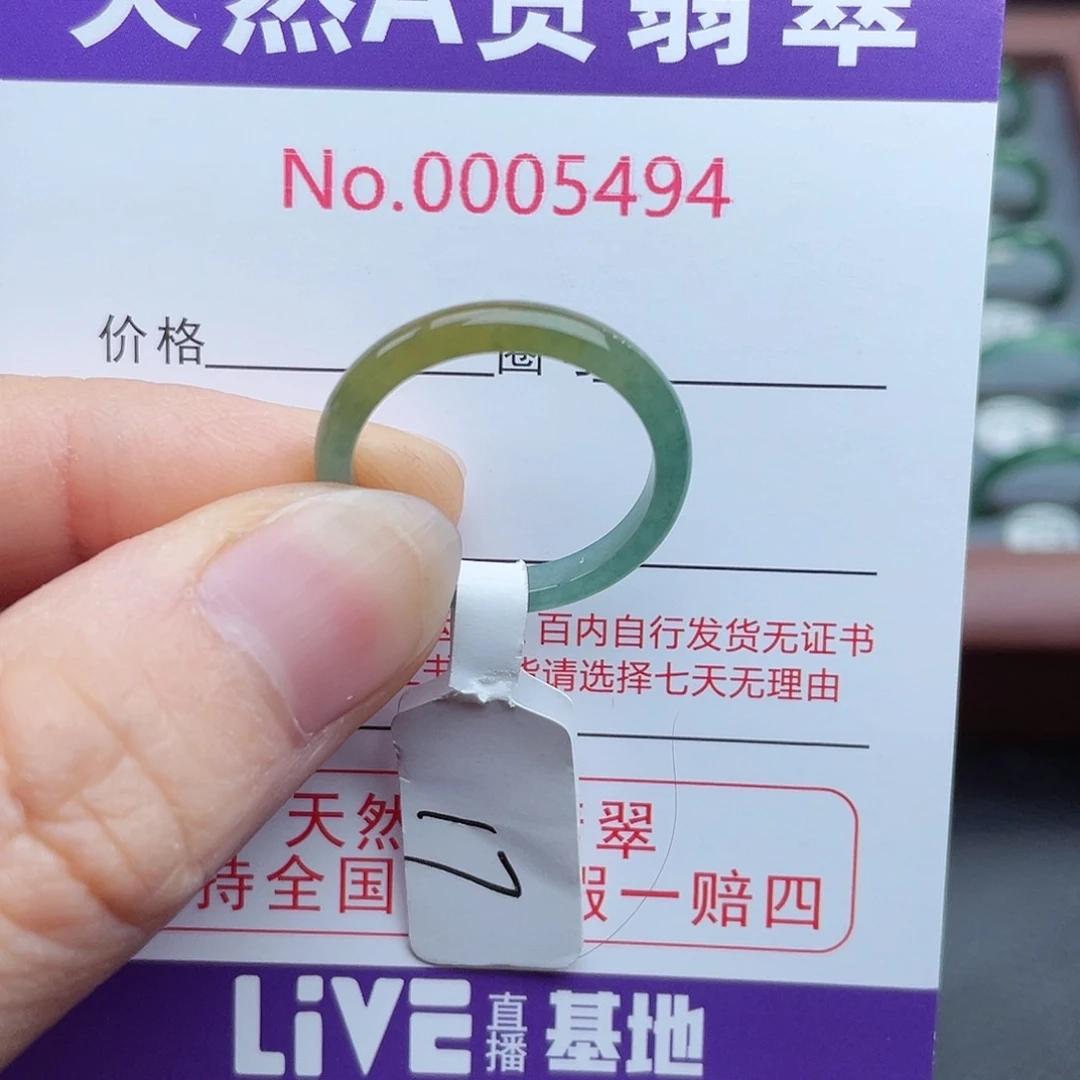 天然A货翡翠
No.0005494
价格 圈
百内自行发货无证书
请选择七天无理由
天然 翠
持全国 假一赔四
LiVE直播基地